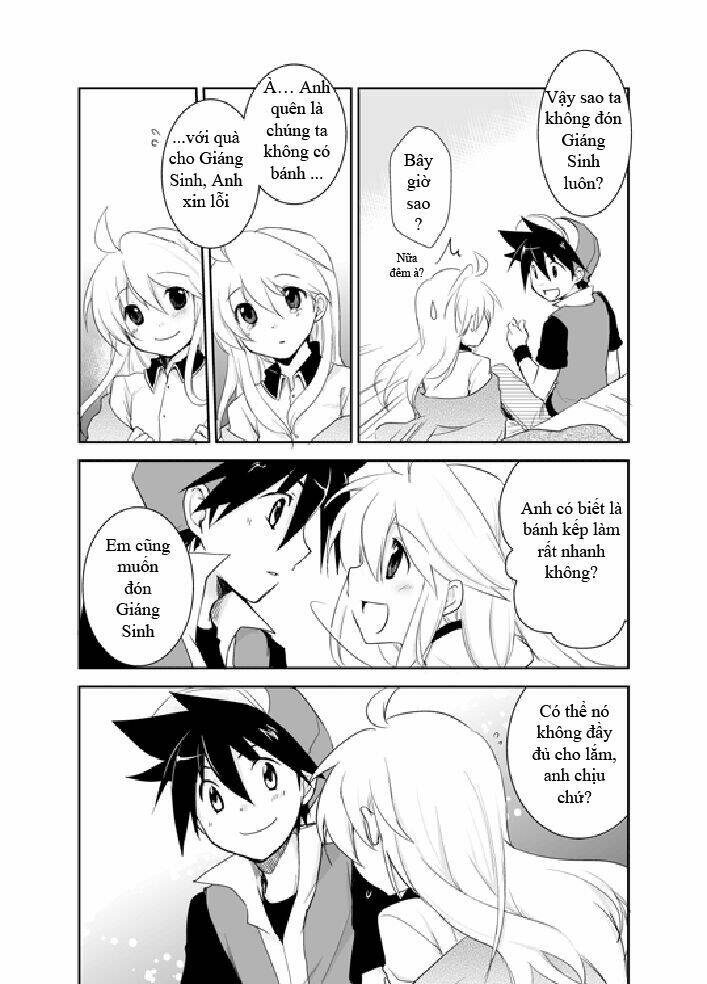 Vậy sao ta
không đón
Giáng
Sinh
luôn?
Bây
giờ
sao
?
Nữa
đêm à?
À… Anh
quên là
chúng ta
không có
bánh ...
...với quà
cho Giáng
Sinh, Anh
xin lỗi
Anh có biết là
bánh kếp làm
rất nhanh
không?
Em cũng
muốn
đón
Giáng
Sinh
Có thể nó
không đầy
đủ cho lắm,
anh chịu
chứ?